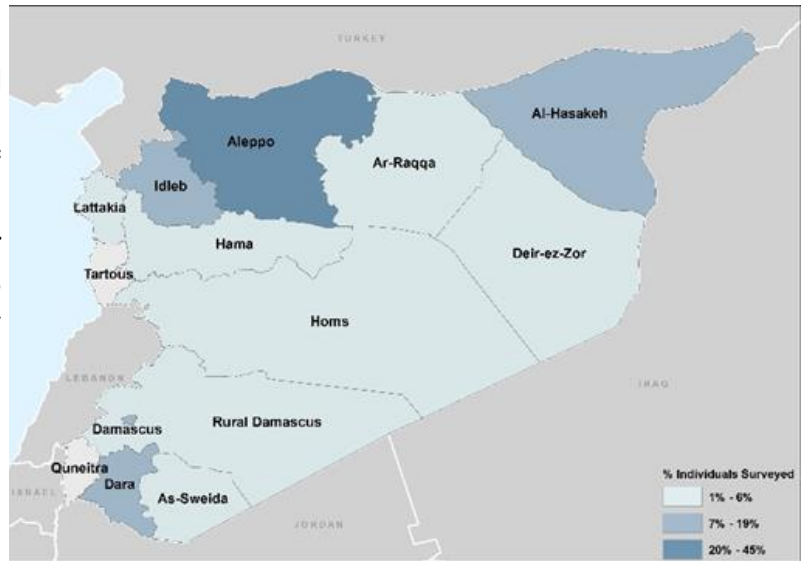 TURKEY
Al-Hasakeh
Aleppo
Ar-Raqqa
Idleb
Lattakia
Hama
Deir-ez-Zor
Tartous
Homs
LEBANON
IRAQ
Rural Damascus
Damascus
Quneitra
Dara
As-Sweida
ISRAEL
JORDAN
% Individuals Surveyed
1% - 6%
7% - 19%
20% - 45%